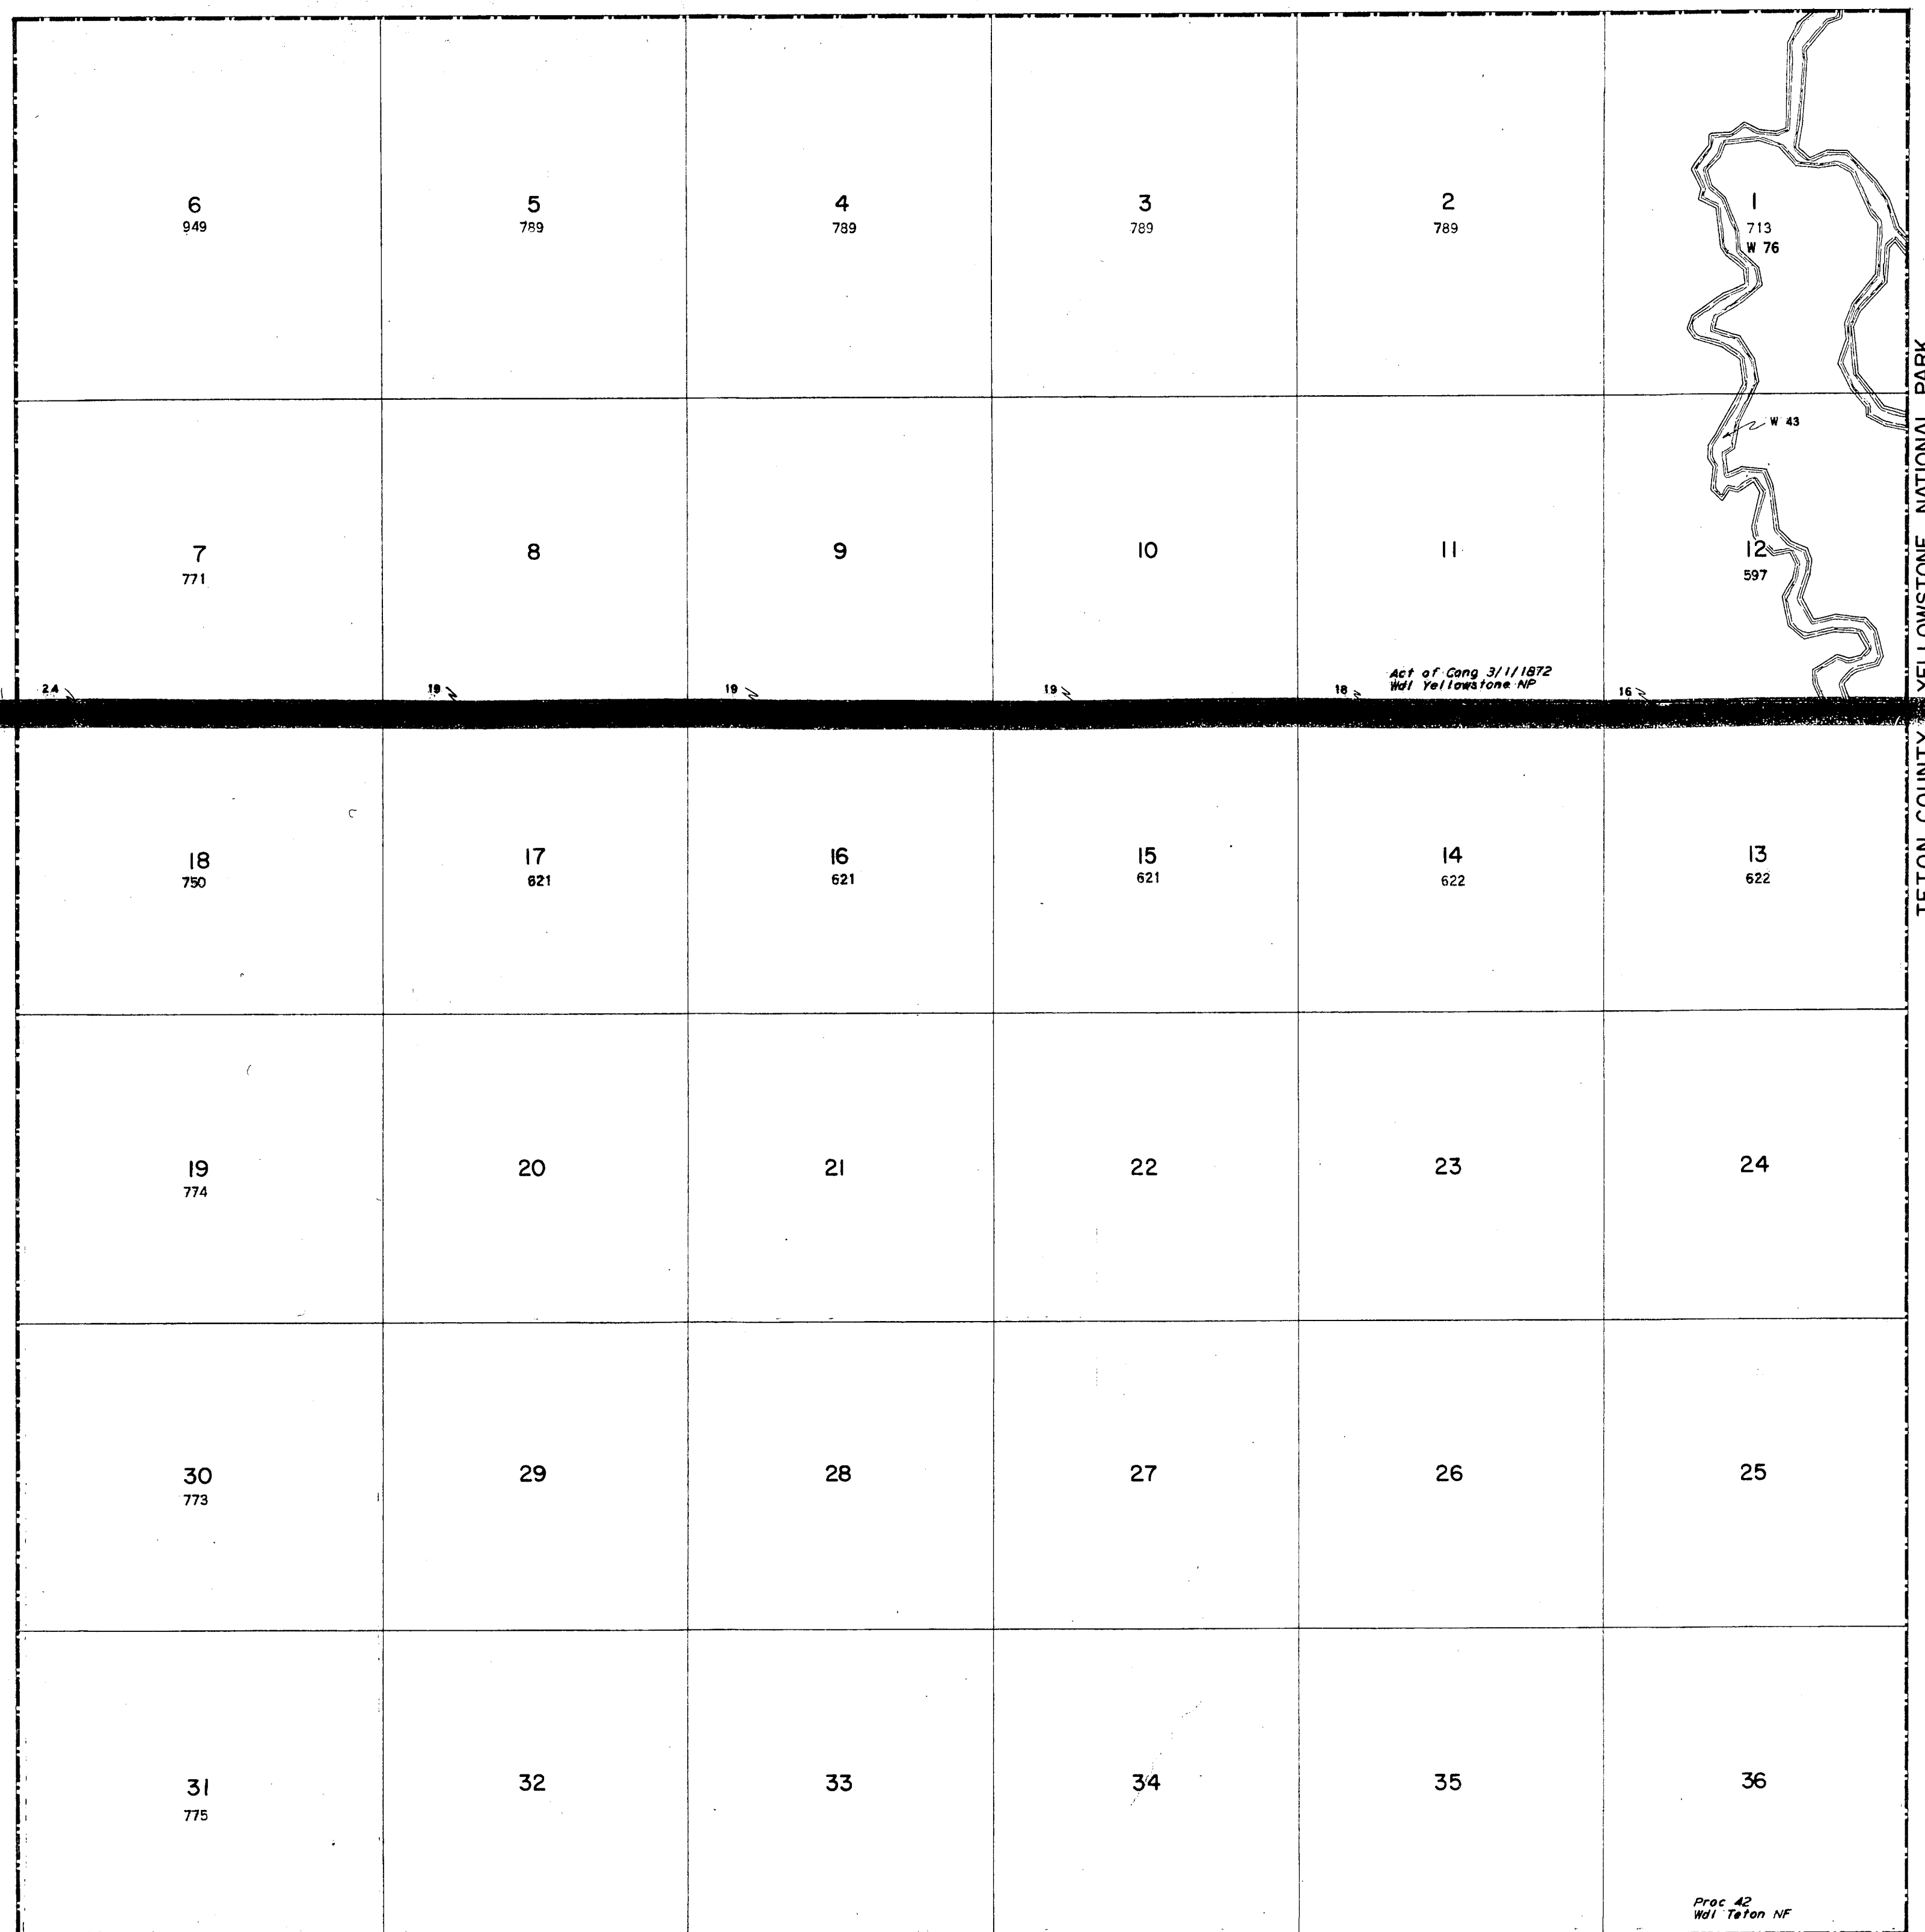 6 5 4 3 2 1
949 789 789 789 789 713
W 76
W 43
7 8 9 10 11 12
771 597
Act of Cong 3/1/1872
Wdl Yellowstone NP
24 19 19 19 18 16
18 17 16 15 14 13
750 621 621 621 622 622
19 20 21 22 23 24
774
30 29 28 27 26 25
773
31 32 33 34 35 36
775
Proc 42
Wdl Teton NF
YELLOWSTONE NATIONAL PARK
TETON COUNTY